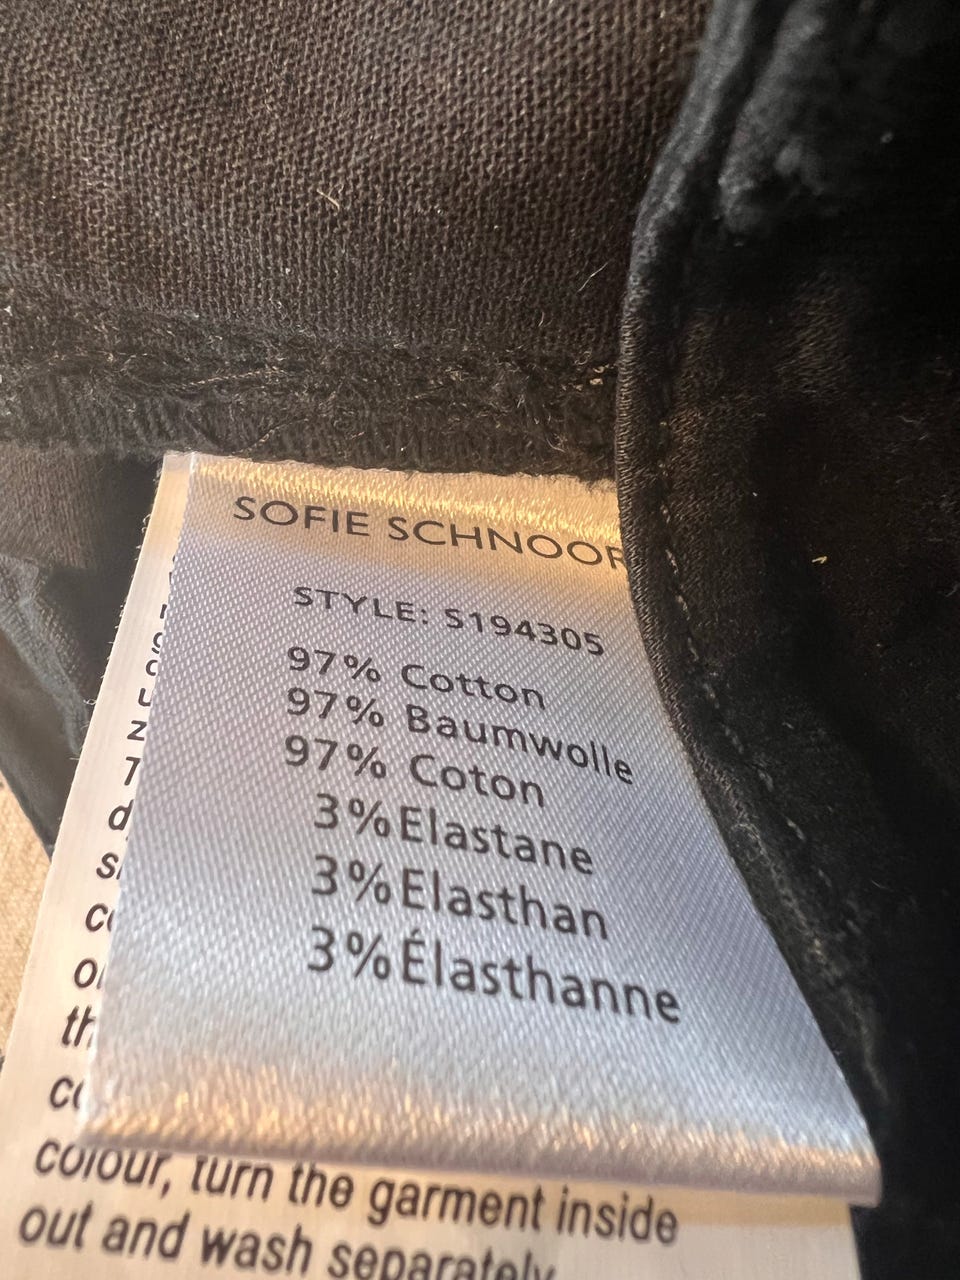 SOFIE SCHNOOR
STYLE: S194305
97% Cotton
97% Baumwolle
97% Coton
3% Elastane
3% Elasthan
3% Élasthanne
colour, turn the garment inside
out and wash separately